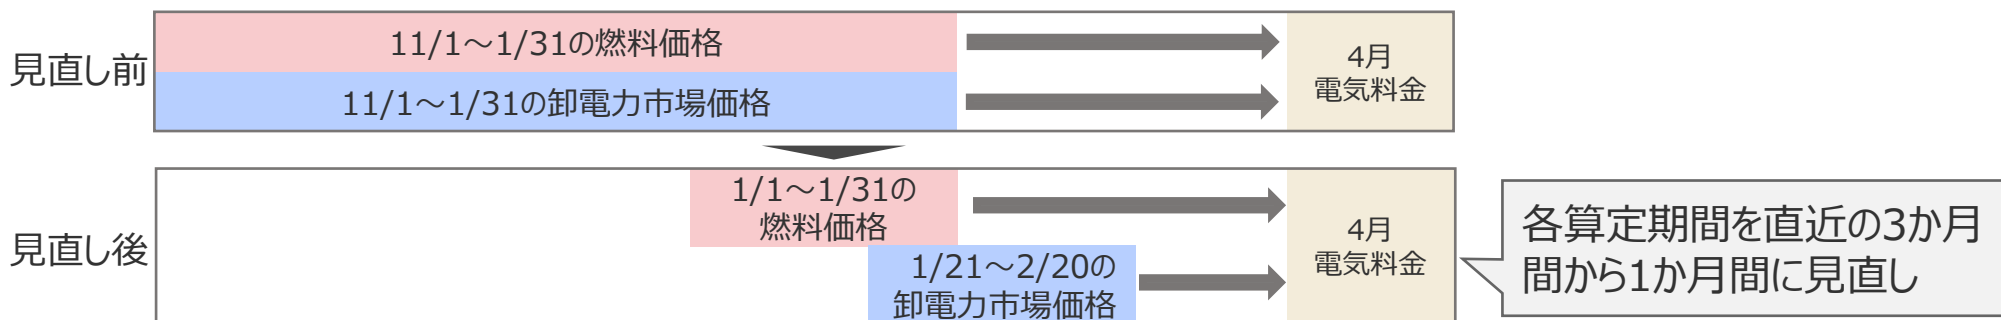 見直し前
11/1～1/31の燃料価格
11/1～1/31の卸電力市場価格
4月
電気料金
見直し後
1/1～1/31の
燃料価格
1/21～2/20の
卸電力市場価格
4月
電気料金
各算定期間を直近の3か月
間から1か月間に見直し